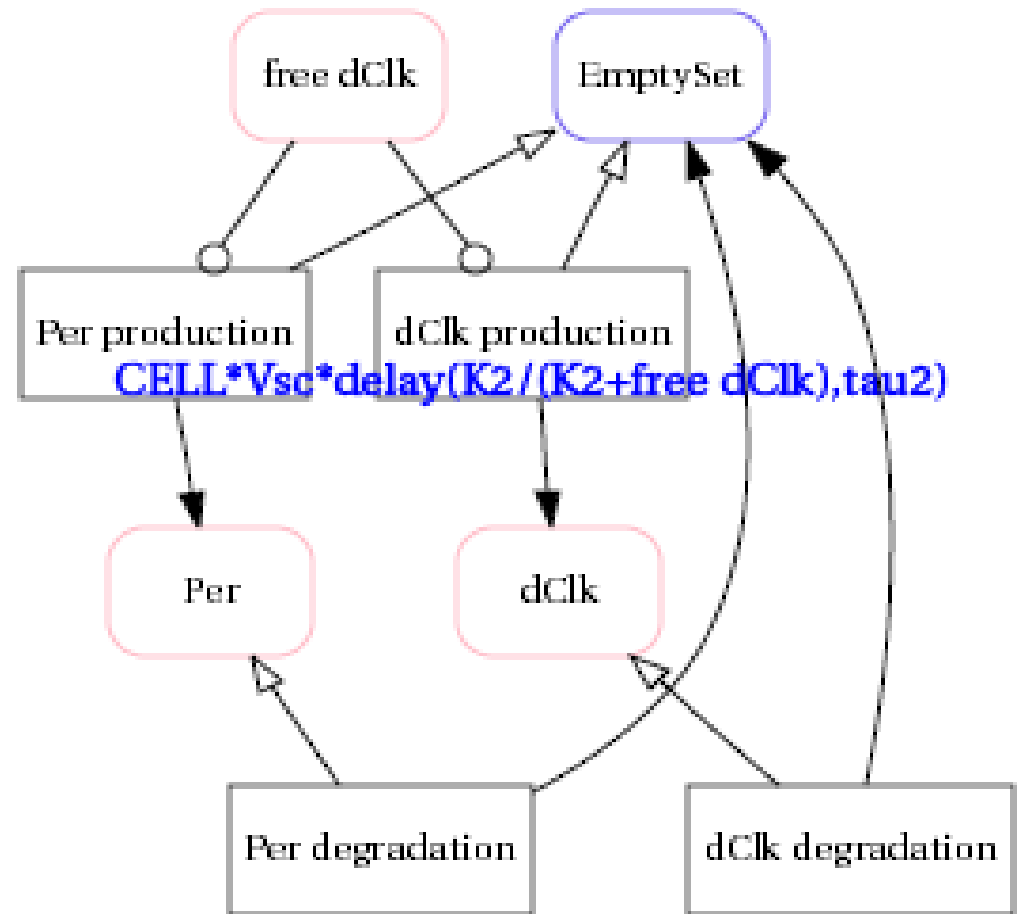 free dClk
EmptySet
Per production
dClk production
CELL*Vsc*delay(K2/(K2+free dClk),tau2)
Per
dClk
Per degradation
dClk degradation